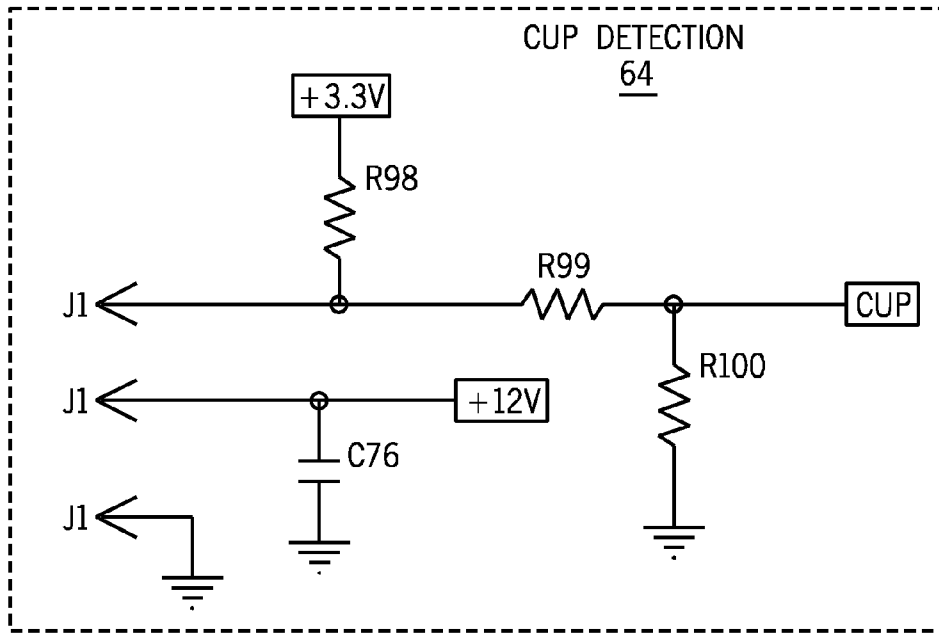 CUP DETECTION
64
+3.3V
R98
R99
J1
CUP
R100
J1
+12V
C76
J1